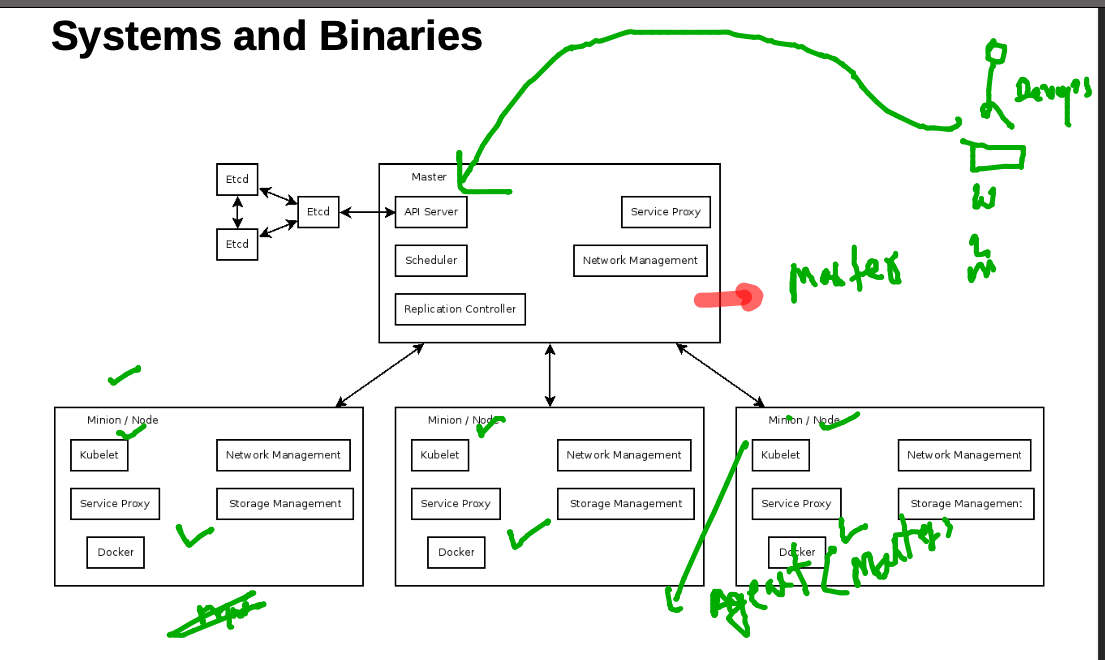 Systems and Binaries
Devops
Etcd
Etcd
Etcd
Master
API Server
Service Proxy
Scheduler
Network Management
Replication Controller
Master
Minion / Node
Kubelet
Network Management
Service Proxy
Storage Management
Docker
Minion / Node
Kubelet
Network Management
Service Proxy
Storage Management
Docker
Minion / Node
Kubelet
Network Management
Service Proxy
Storage Management
Docker
Agent [Master]